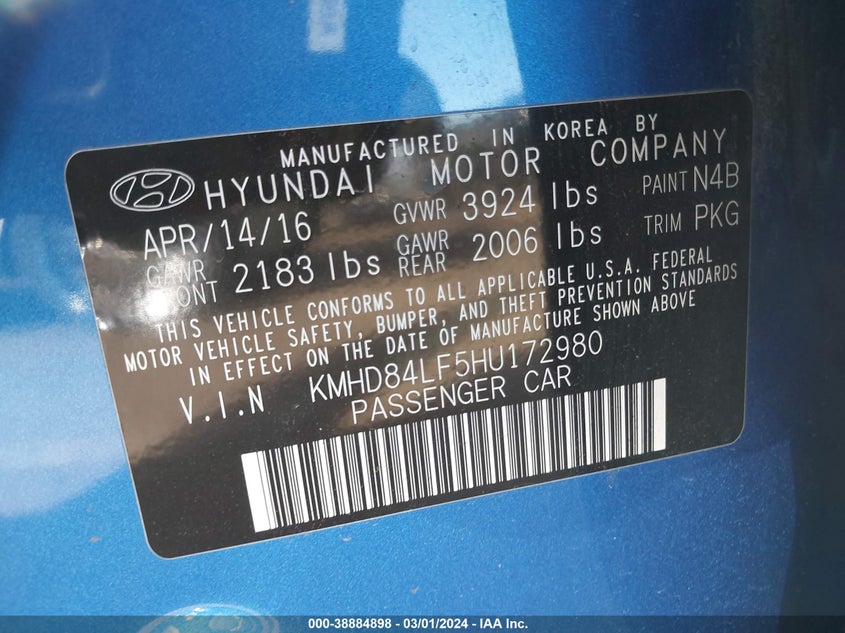 MANUFACTURED IN KOREA BY
HYUNDAI MOTOR COMPANY
APR/14/16 GVWR 3924 lbs PAINT N4B
GAWR FRONT 2183 lbs GAWR REAR 2006 lbs TRIM PKG
THIS VEHICLE CONFORMS TO ALL APPLICABLE U.S.A. FEDERAL
MOTOR VEHICLE SAFETY, BUMPER, AND THEFT PREVENTION STANDARDS
IN EFFECT ON THE DATE OF MANUFACTURE SHOWN ABOVE
V.I.N KMHD84LF5HU172980
PASSENGER CAR
000-38884898 - 03/01/2024 - IAA Inc.